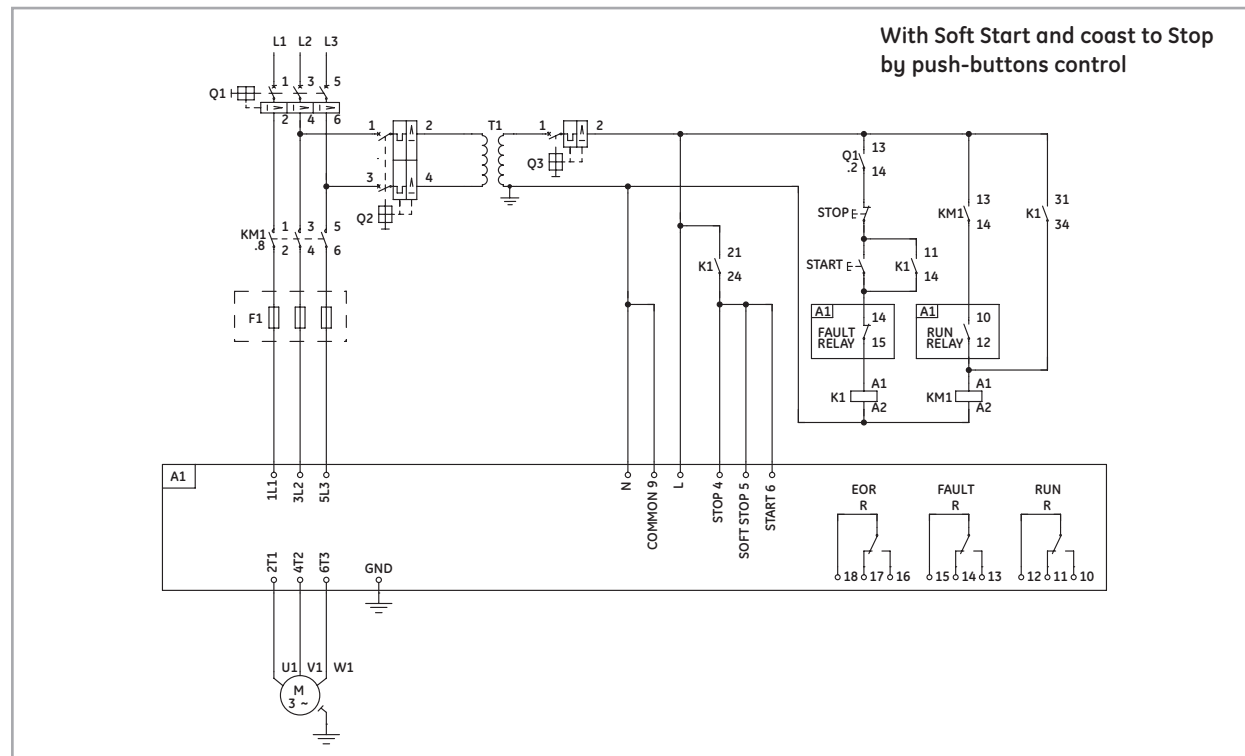 With Soft Start and coast to Stop
by push-buttons control
L1 L2 L3
1 3 5
Q1
I> I> I>
2 4 6
1 2
3 4
Q2
T1
1 2
Q3
Q1 13
.2 14
STOP
START
K1 11
14
13
KM1
14
31
K1
34
K1 21
24
KM1 1 3 5
.8 2 4 6
F1
A1 14
FAULT
RELAY 15
A1 10
RUN
RELAY 12
K1 A1
A2
KM1 A1
A2
A1
1L1
3L2
5L3
N
COMMON 9
L
STOP 4
SOFT STOP 5
START 6
EOR
R
18 17 16
FAULT
R
15 14 13
RUN
R
12 11 10
2T1
4T2
6T3
GND
U1 V1 W1
M
3 ~